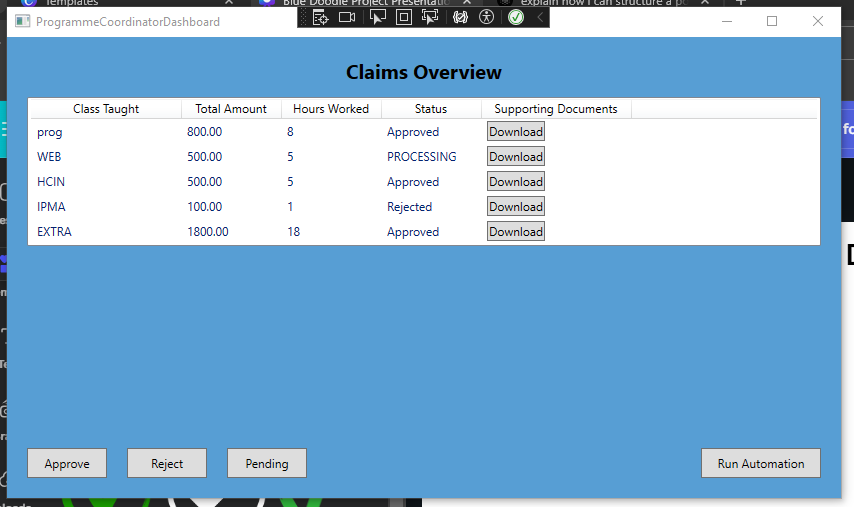 Templates
Blue Doodle Project Presentati
explain how I can structure a po
ProgrammeCoordinatorDashboard
Claims Overview
Class Taught Total Amount Hours Worked Status Supporting Documents
prog 800.00 8 Approved Download
WEB 500.00 5 PROCESSING Download
HCIN 500.00 5 Approved Download
IPMA 100.00 1 Rejected Download
EXTRA 1800.00 18 Approved Download
Approve Reject Pending Run Automation